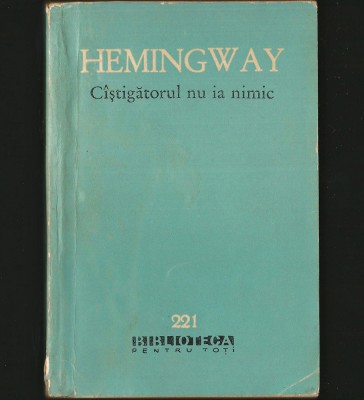 HEMINGWAY
Cîştigătorul nu ia nimic
221
BIBLIOTECA
PENTRU TOŢI